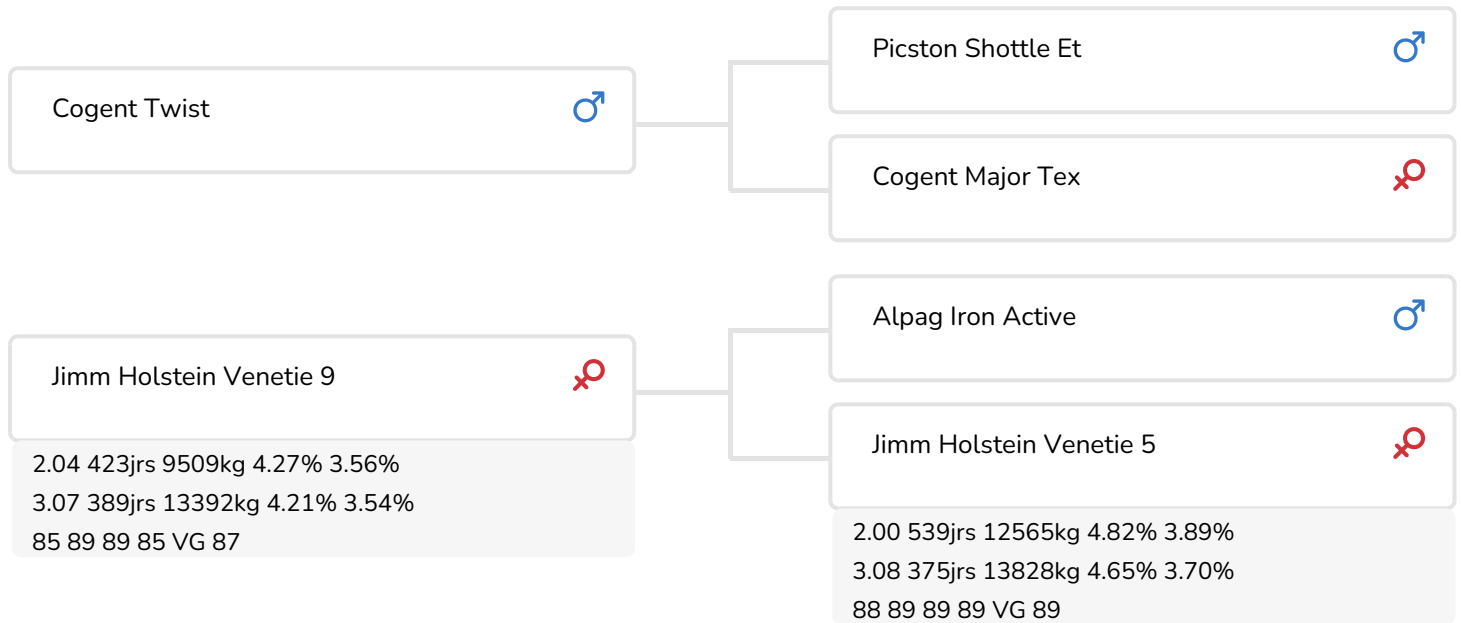 Picston Shottle Et
Cogent Twist
Cogent Major Tex
Alpag Iron Active
Jimm Holstein Venetie 9
2.04 423jrs 9509kg 4.27% 3.56%
3.07 389jrs 13392kg 4.21% 3.54%
85 89 89 85 VG 87
Jimm Holstein Venetie 5
2.00 539jrs 12565kg 4.82% 3.89%
3.08 375jrs 13828kg 4.65% 3.70%
88 89 89 89 VG 89